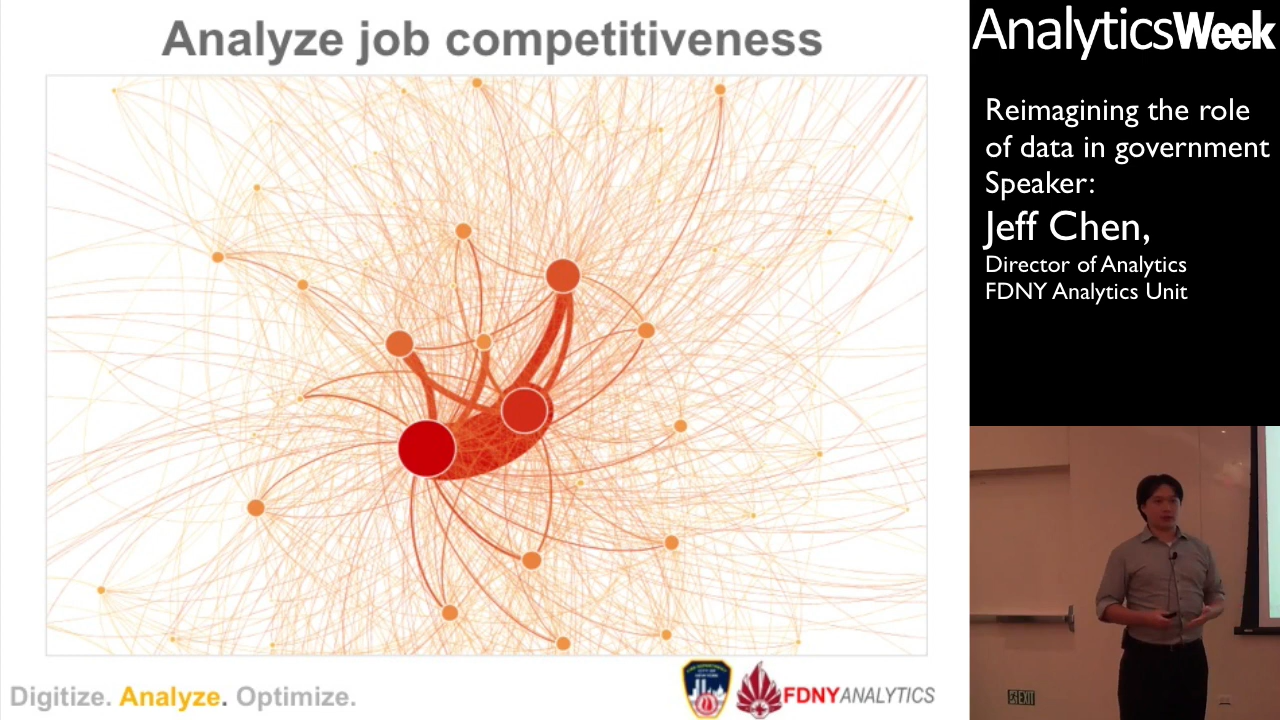 Analyze job competitiveness
AnalyticsWeek
Reimagining the role
of data in government
Speaker:
Jeff Chen,
Director of Analytics
FDNY Analytics Unit
Digitize. Analyze. Optimize.
FDNYANALYTICS
EXIT